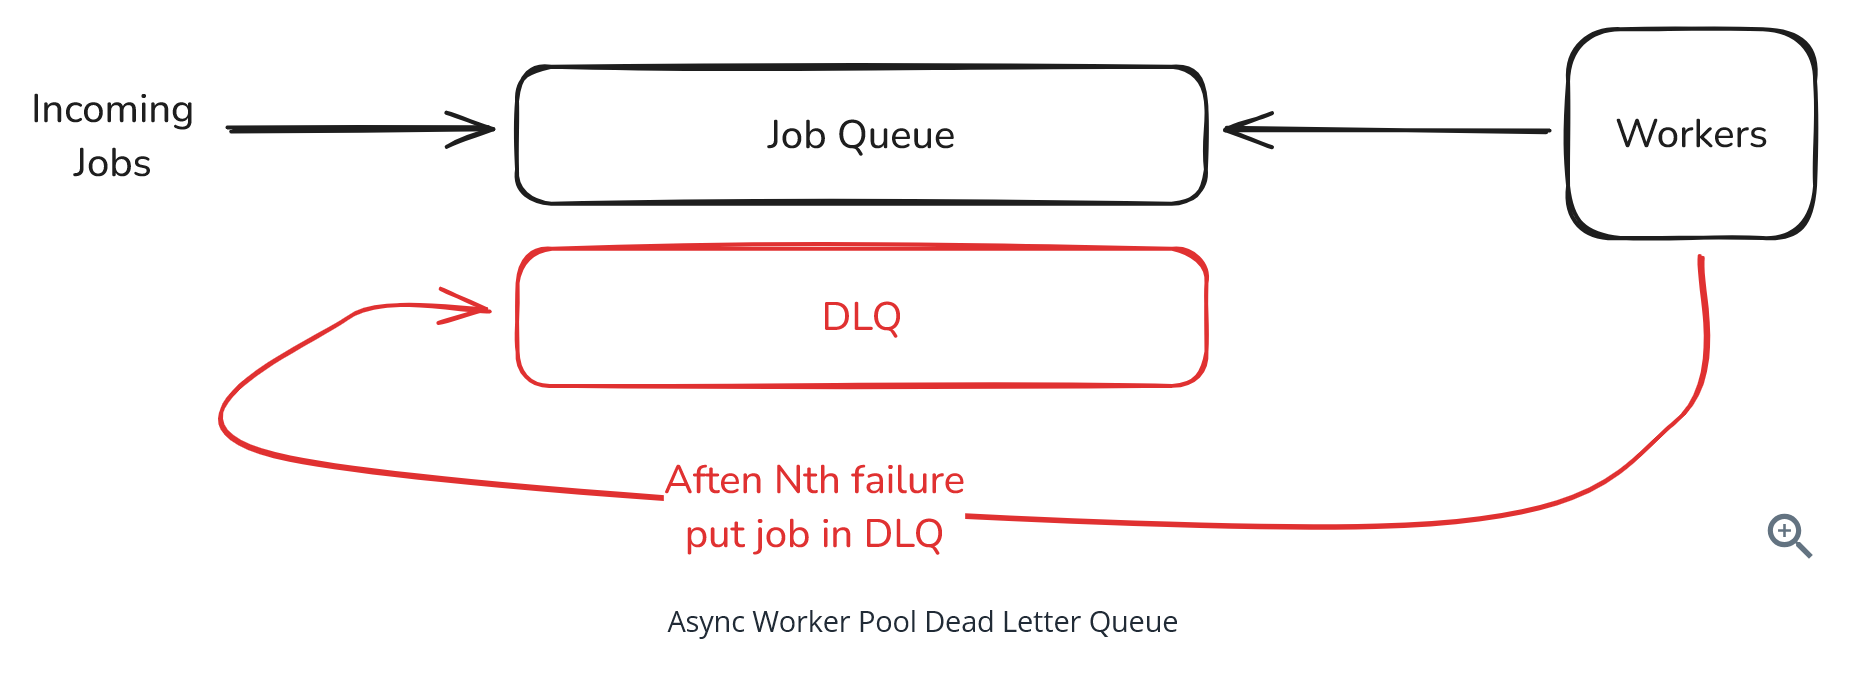 Incoming
Jobs
Job Queue
Workers
DLQ
Aften Nth failure
put job in DLQ
Async Worker Pool Dead Letter Queue